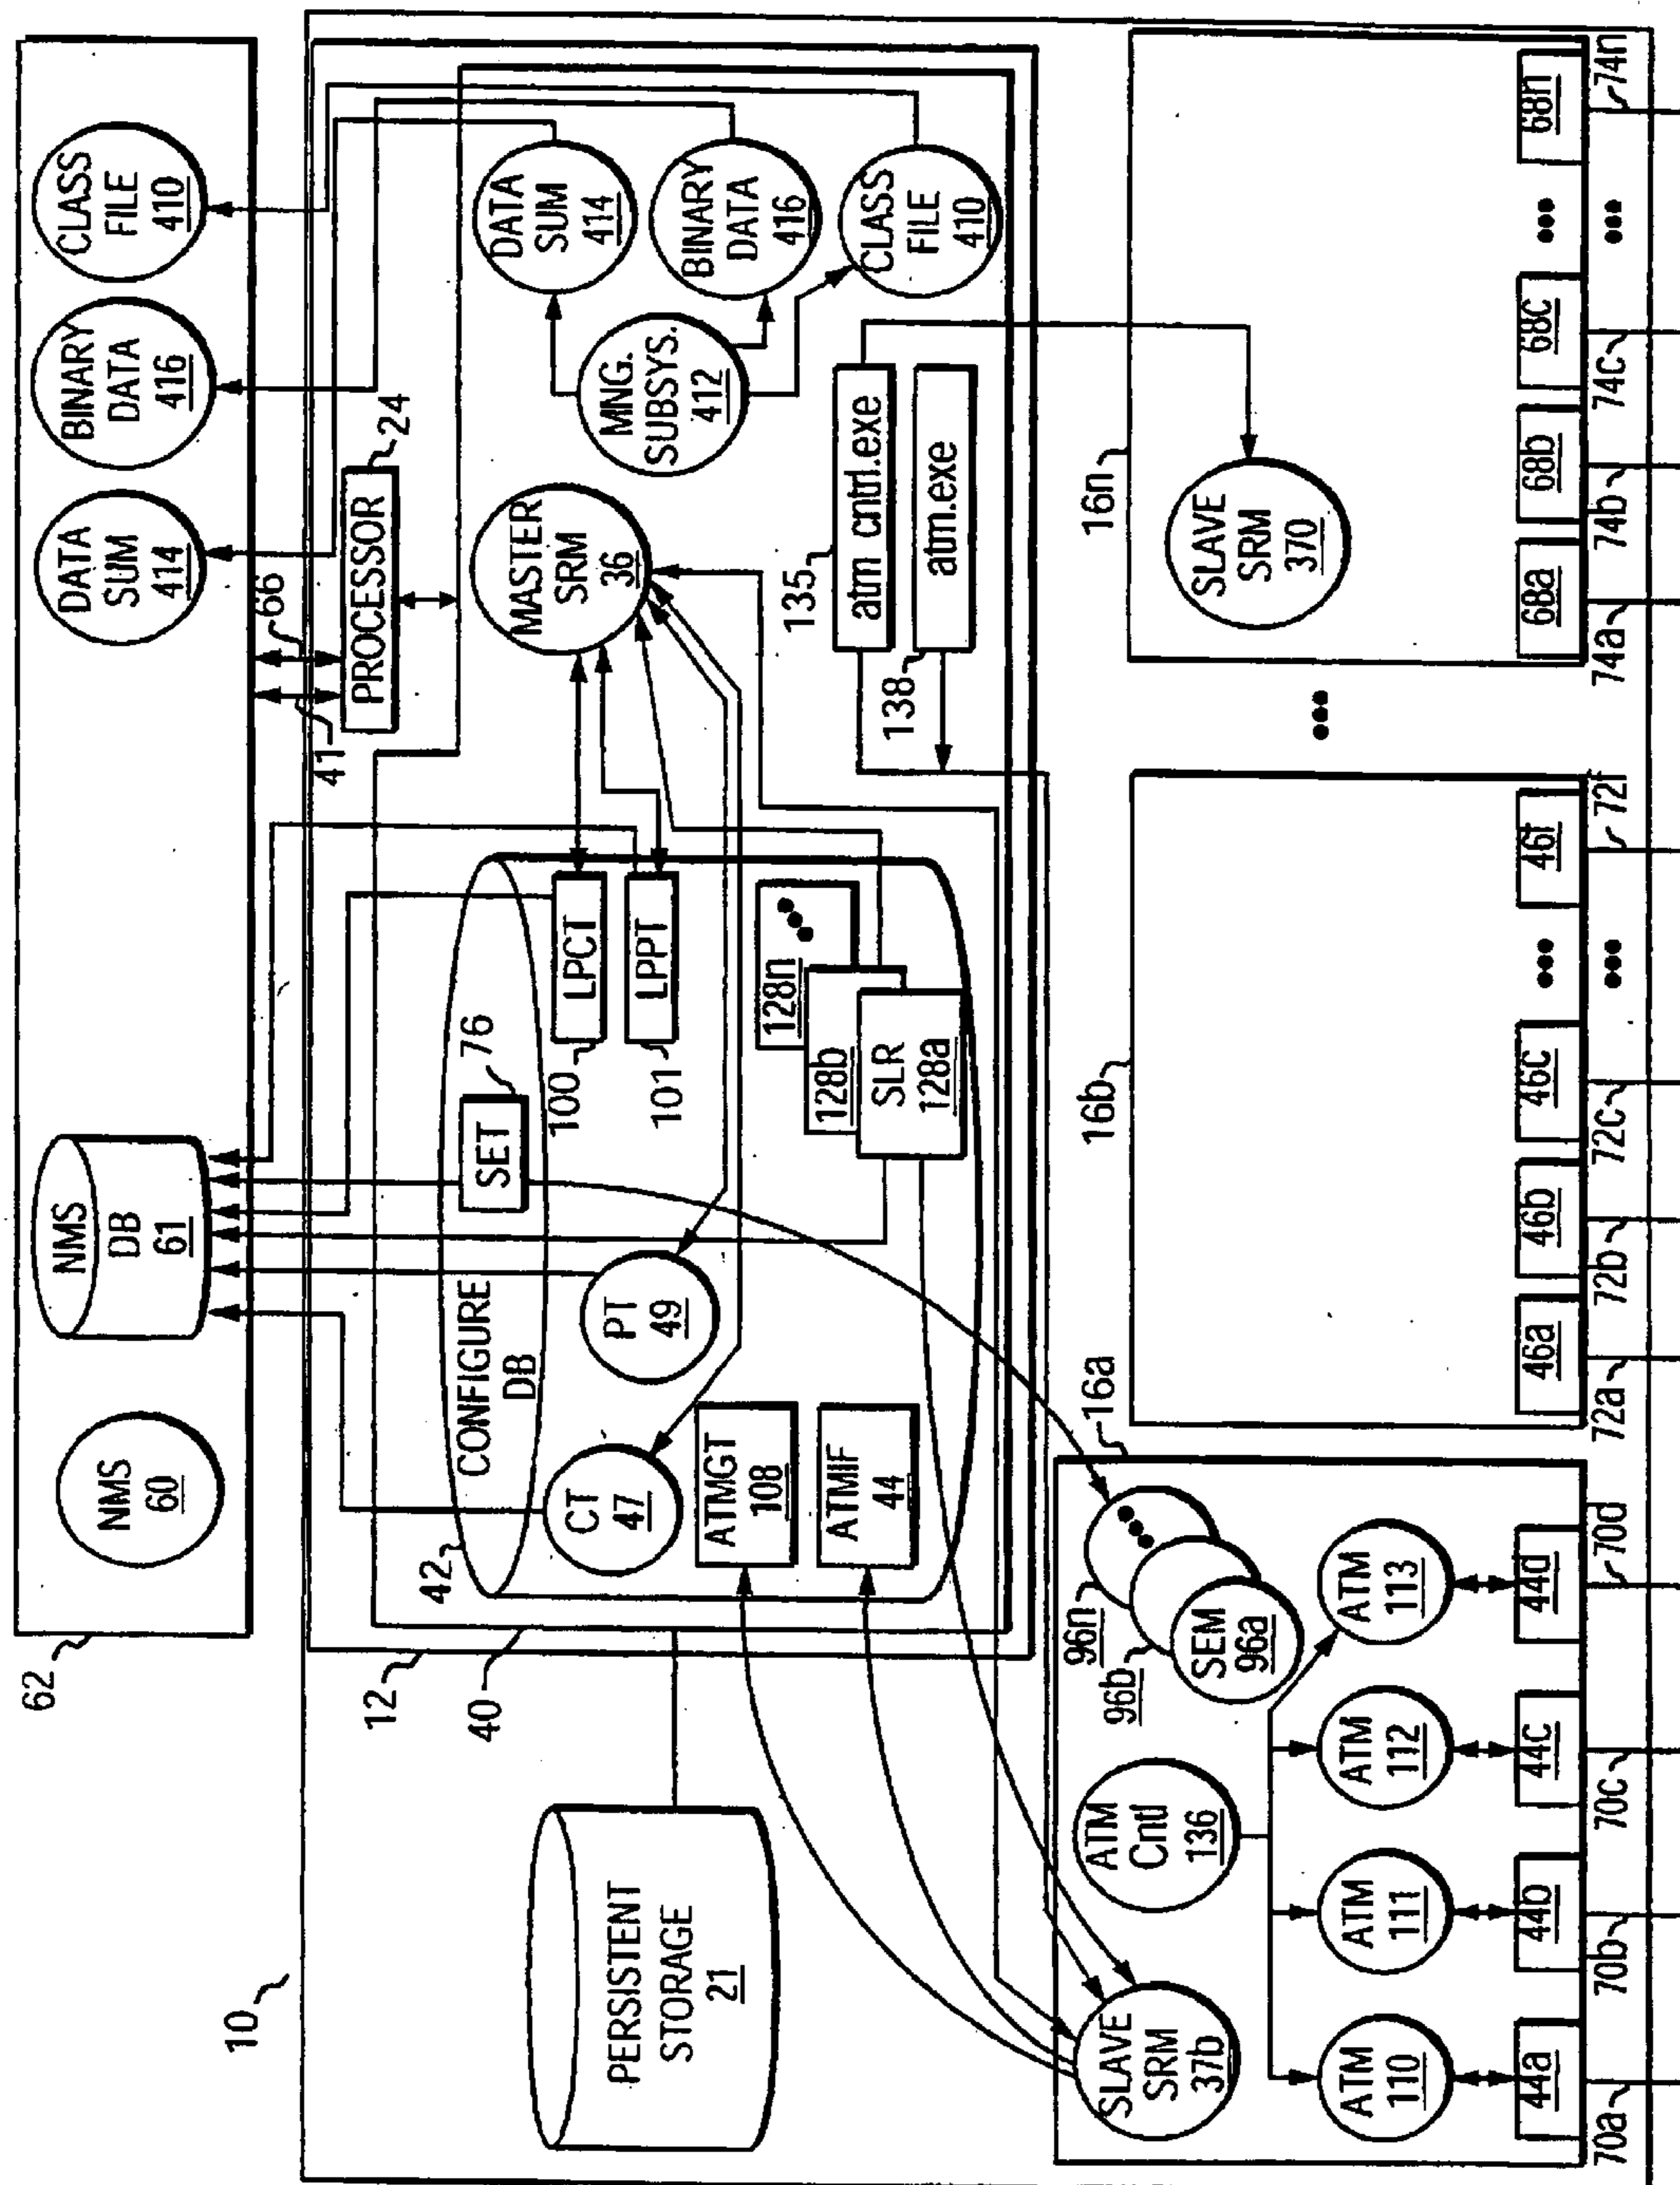 62
NMS
60
NMS
DB
61
DATA
SUM
414
BINARY
DATA
416
CLASS
FILE
410
10
41
66
PROCESSOR
24
12
40
42
PERSISTENT
STORAGE
21
CONFIGURE
DB
SET
76
CT
47
PT
49
LPCT
100
LPPT
101
ATMGT
108
ATMIF
44
128n
128b
SLR
128a
MASTER
SRM
36
MNG.
SUBSYS.
412
DATA
SUM
414
BINARY
DATA
416
CLASS
FILE
410
135
atm cntrl.exe
138
atm.exe
16a
SLAVE
SRM
37b
ATM
Cntl
136
96n
96b
SEM
96a
ATM
110
ATM
111
ATM
112
ATM
113
44a
44b
44c
44d
70a
70b
70c
70d
16b
46a
46b
46c
46f
72a
72b
72c
72f
16n
SLAVE
SRM
370
68a
68b
68c
68n
74a
74b
74c
74n